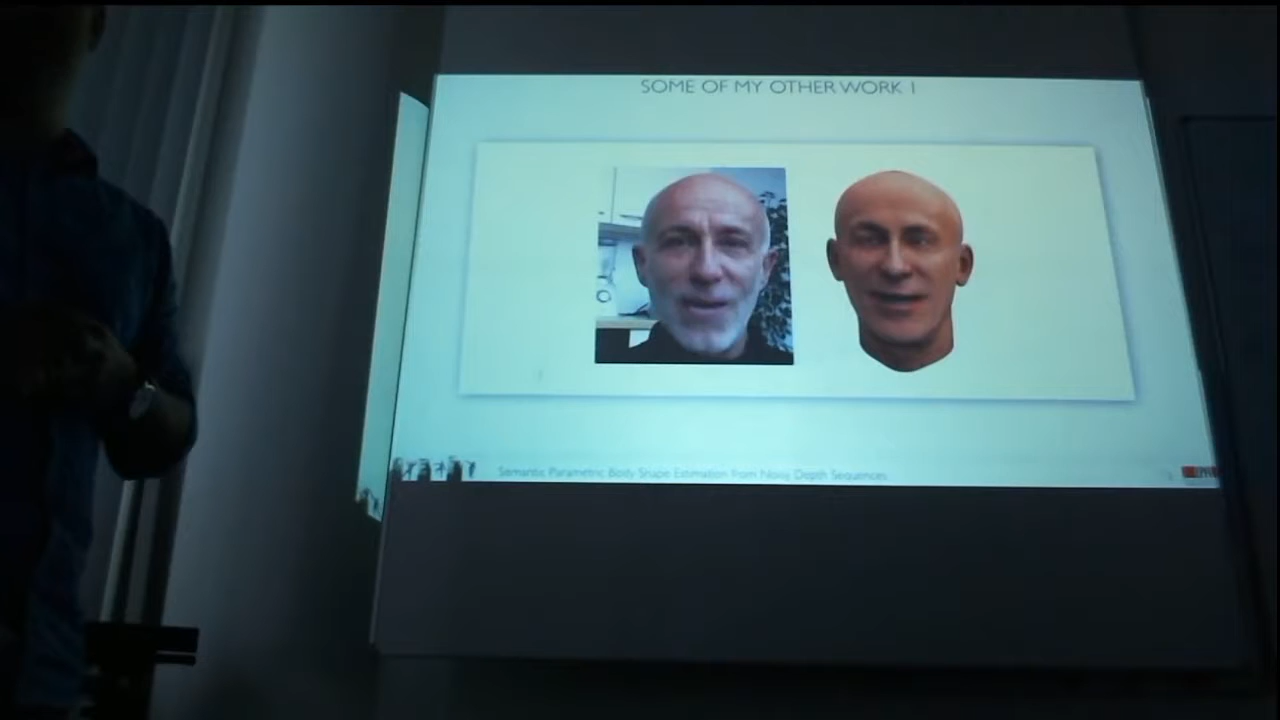 SOME OF MY OTHER WORK 1
Semantic Parametric Body Shape Estimation from Noisy Depth Sequences